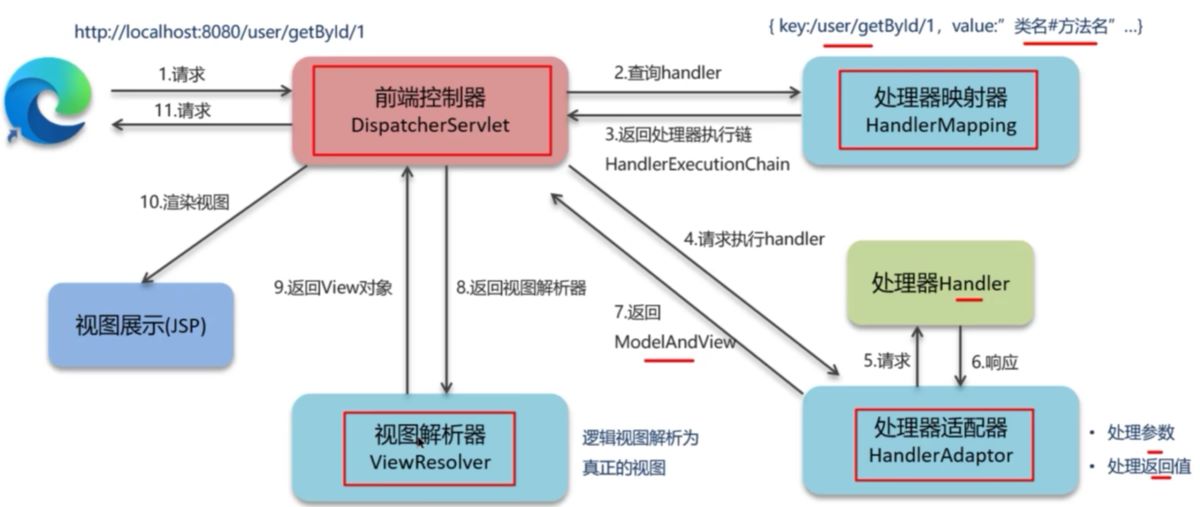 http://localhost:8080/user/getById/1
{ key:/user/getById/1，value:”类名#方法名” ...}
1.请求
11.请求
前端控制器
DispatcherServlet
2.查询handler
3.返回处理器执行链
HandlerExecutionChain
处理器映射器
HandlerMapping
10.渲染视图
4.请求执行handler
处理器Handler
9.返回View对象
8.返回视图解析器
7.返回
ModelAndView
视图展示(JSP)
5.请求
6.响应
视图解析器
ViewResolver
逻辑视图解析为
真正的视图
处理器适配器
HandlerAdaptor
• 处理参数
• 处理返回值